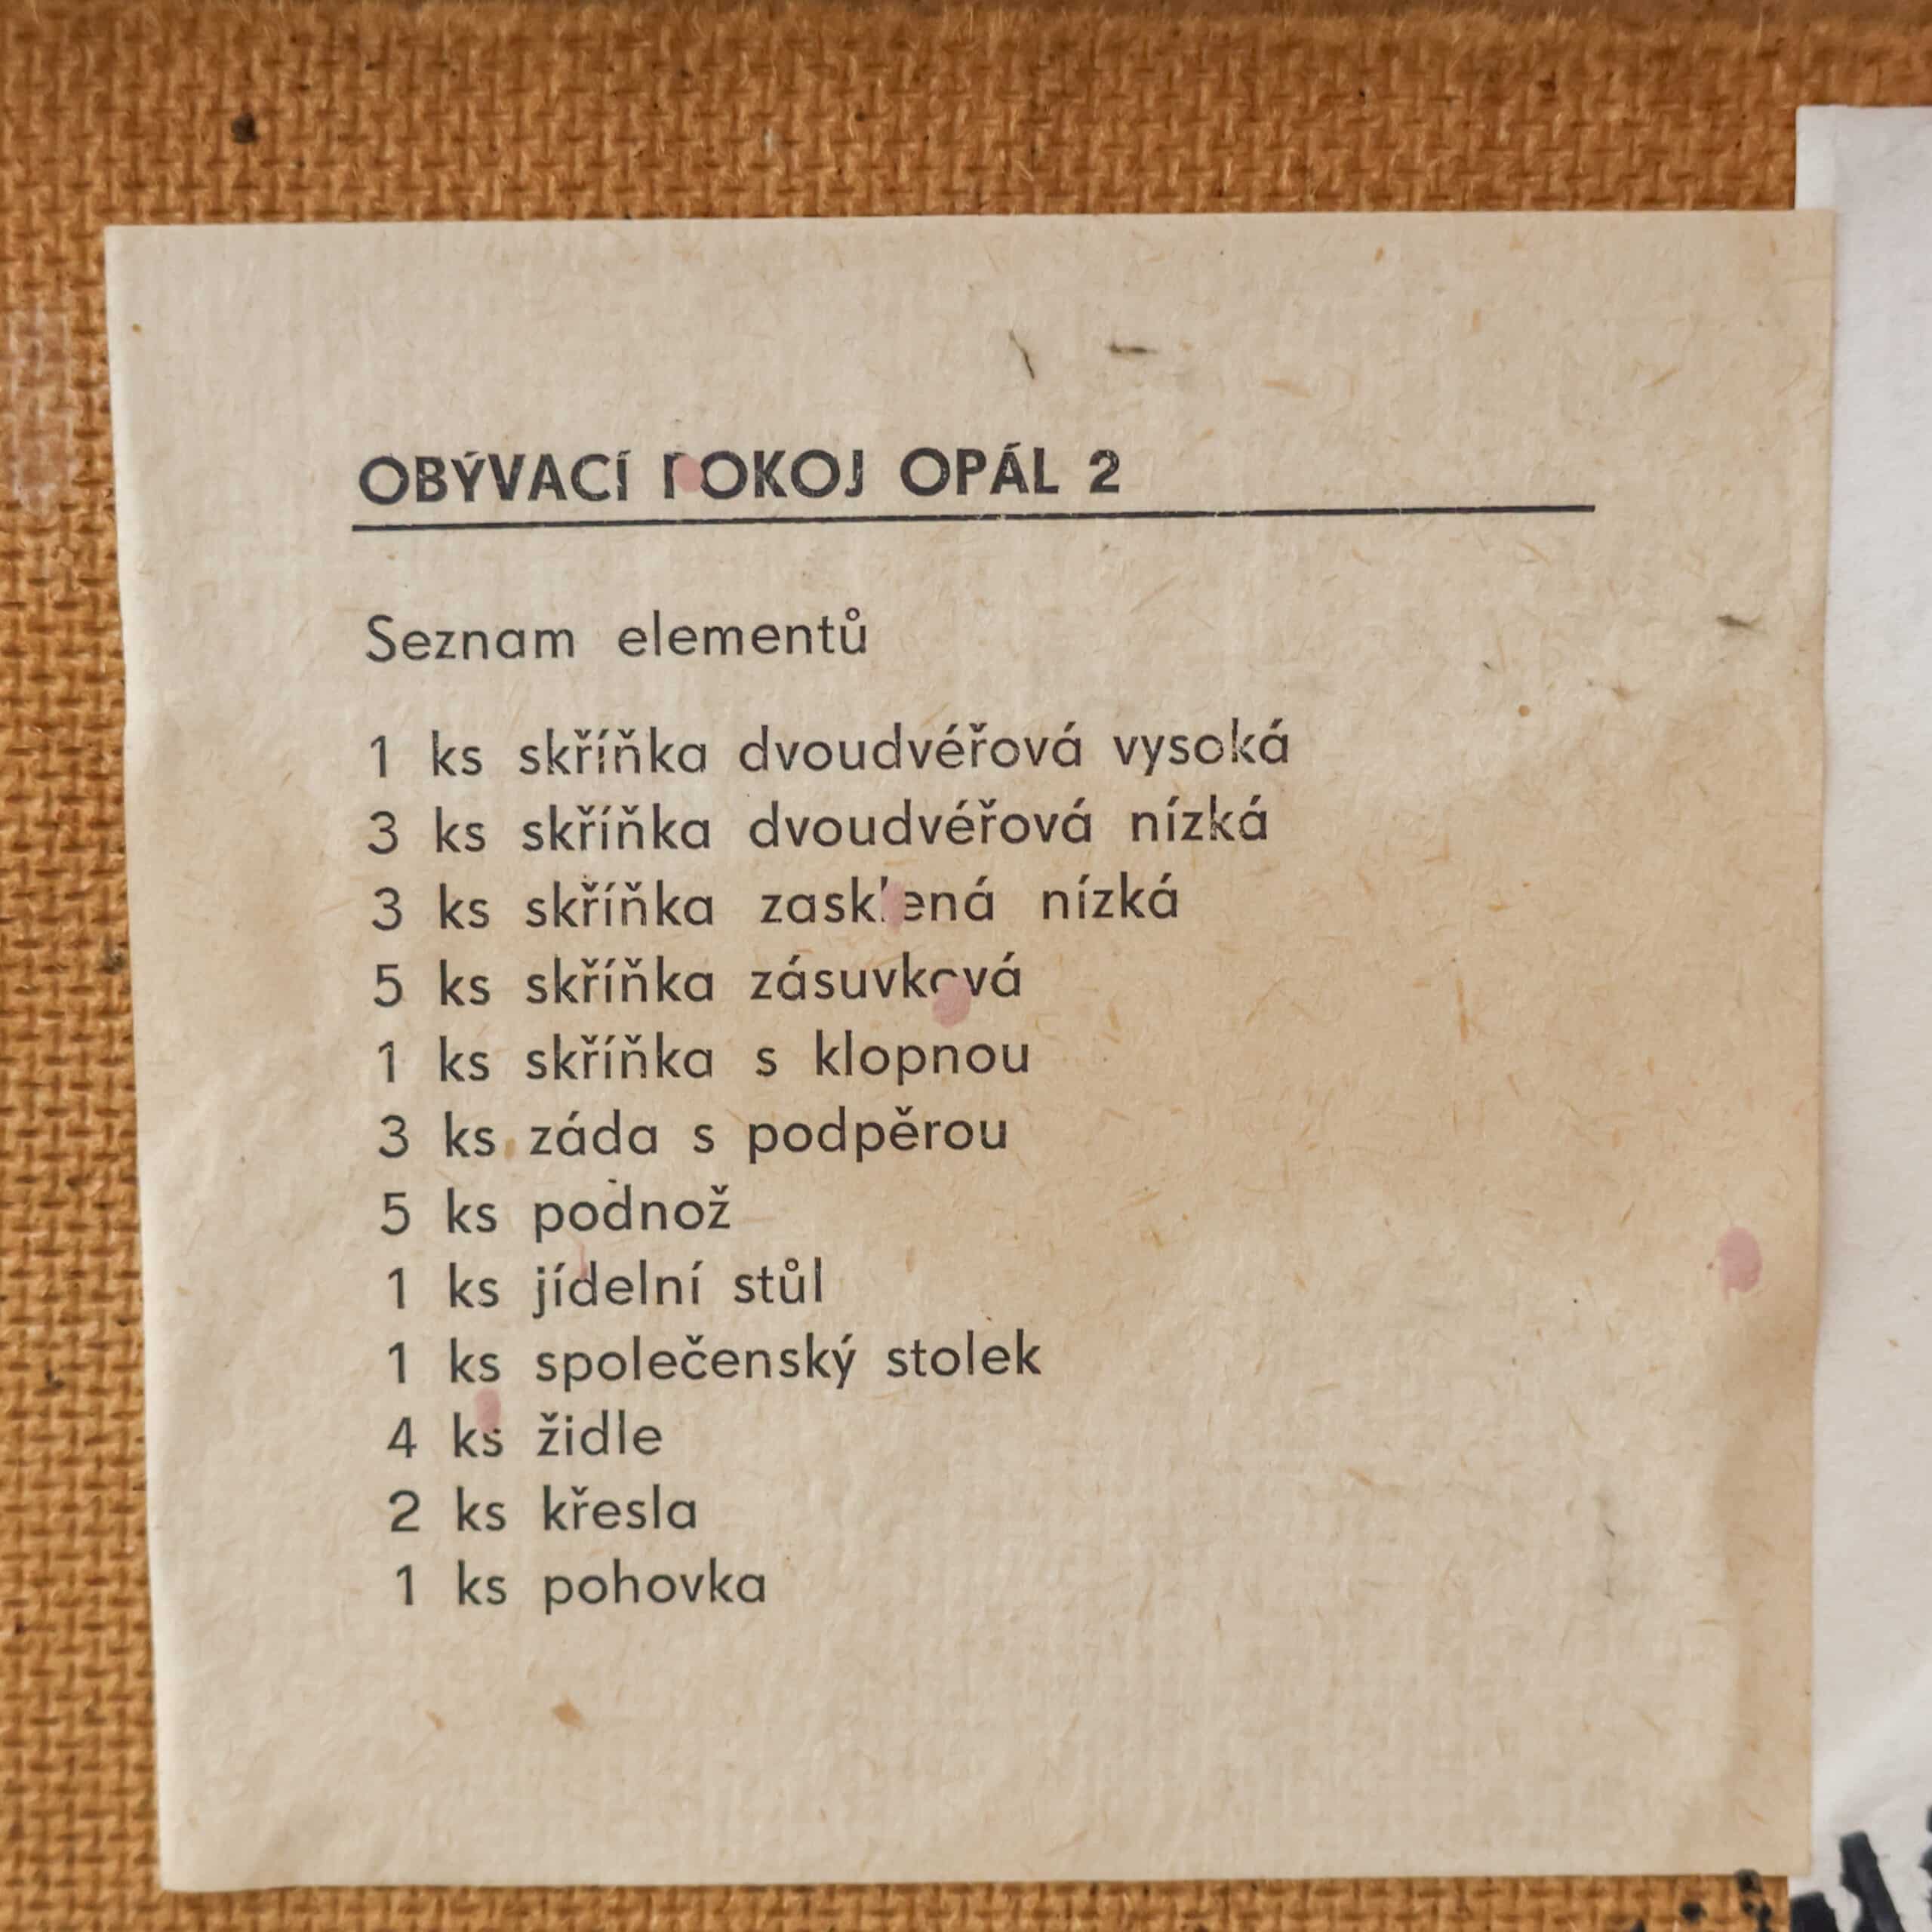 OBÝVACÍ POKOJ OPÁL 2
Seznam elementů
1 ks skříňka dvoudvéřová vysoká
3 ks skříňka dvoudvéřová nízká
3 ks skříňka zasklená nízká
5 ks skříňka zásuvková
1 ks skříňka s klopnou
3 ks záda s podpěrou
5 ks podnož
1 ks jídelní stůl
1 ks společenský stolek
4 ks židle
2 ks křesla
1 ks pohovka